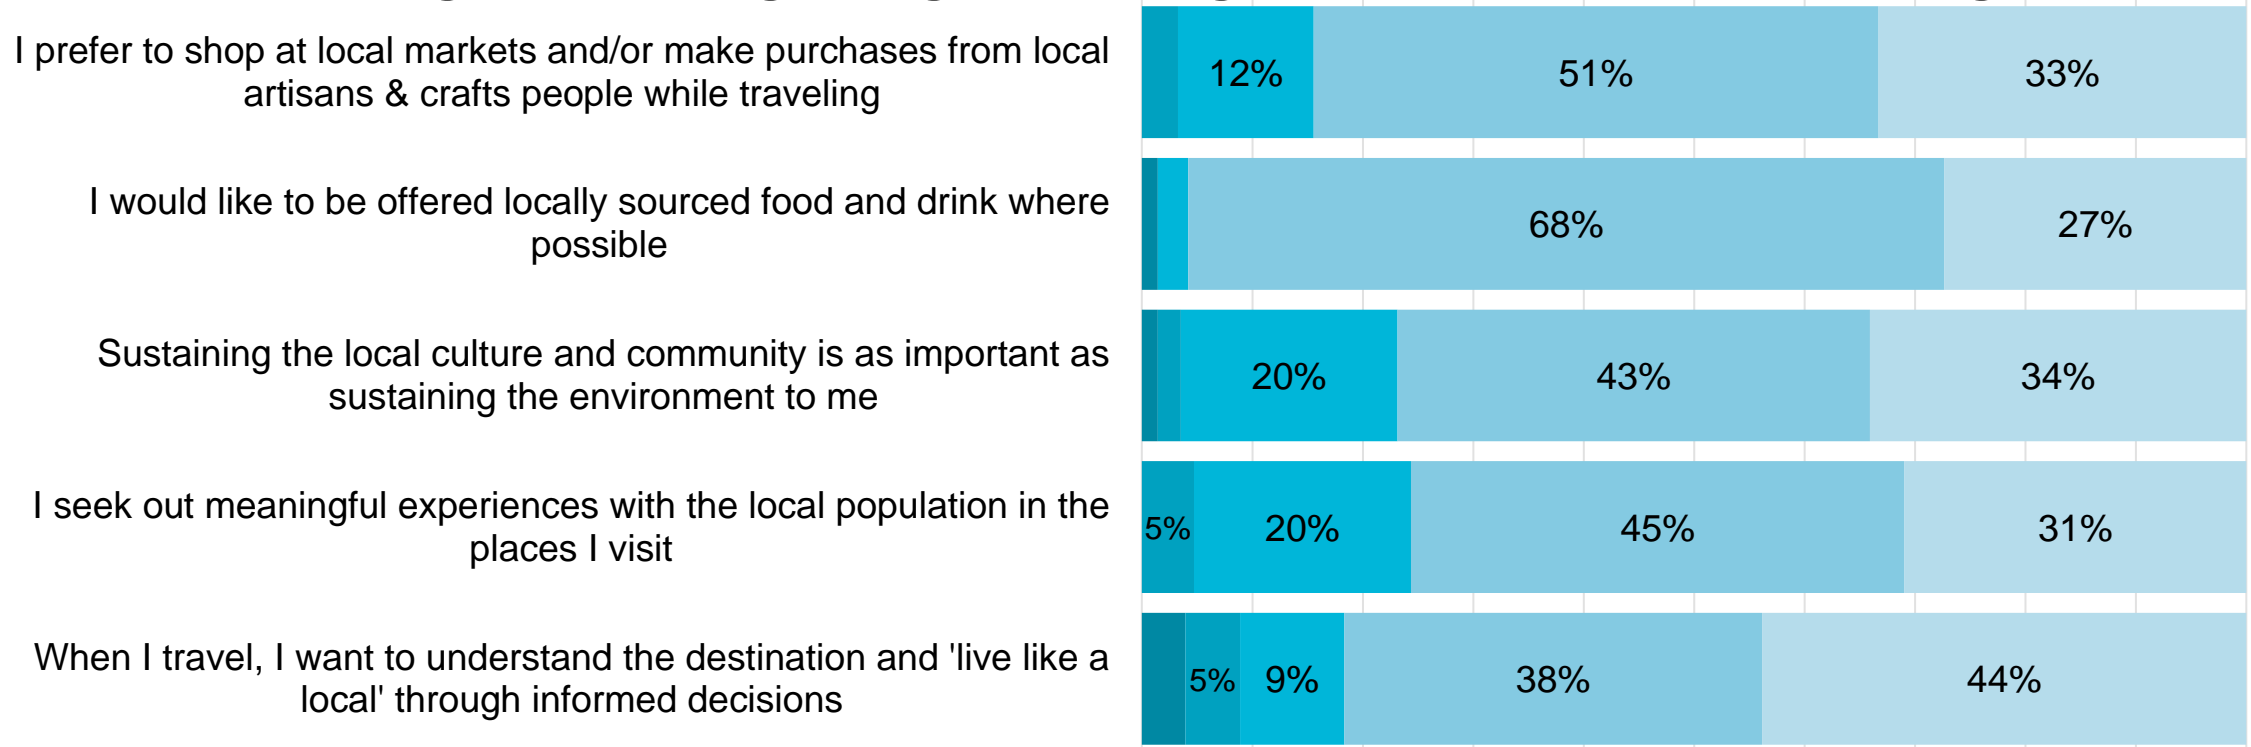 I prefer to shop at local markets and/or make purchases from local
artisans & crafts people while traveling
12% 51% 33%
I would like to be offered locally sourced food and drink where
possible
68% 27%
Sustaining the local culture and community is as important as
sustaining the environment to me
20% 43% 34%
I seek out meaningful experiences with the local population in the
places I visit
5% 20% 45% 31%
When I travel, I want to understand the destination and 'live like a
local' through informed decisions
5% 9% 38% 44%